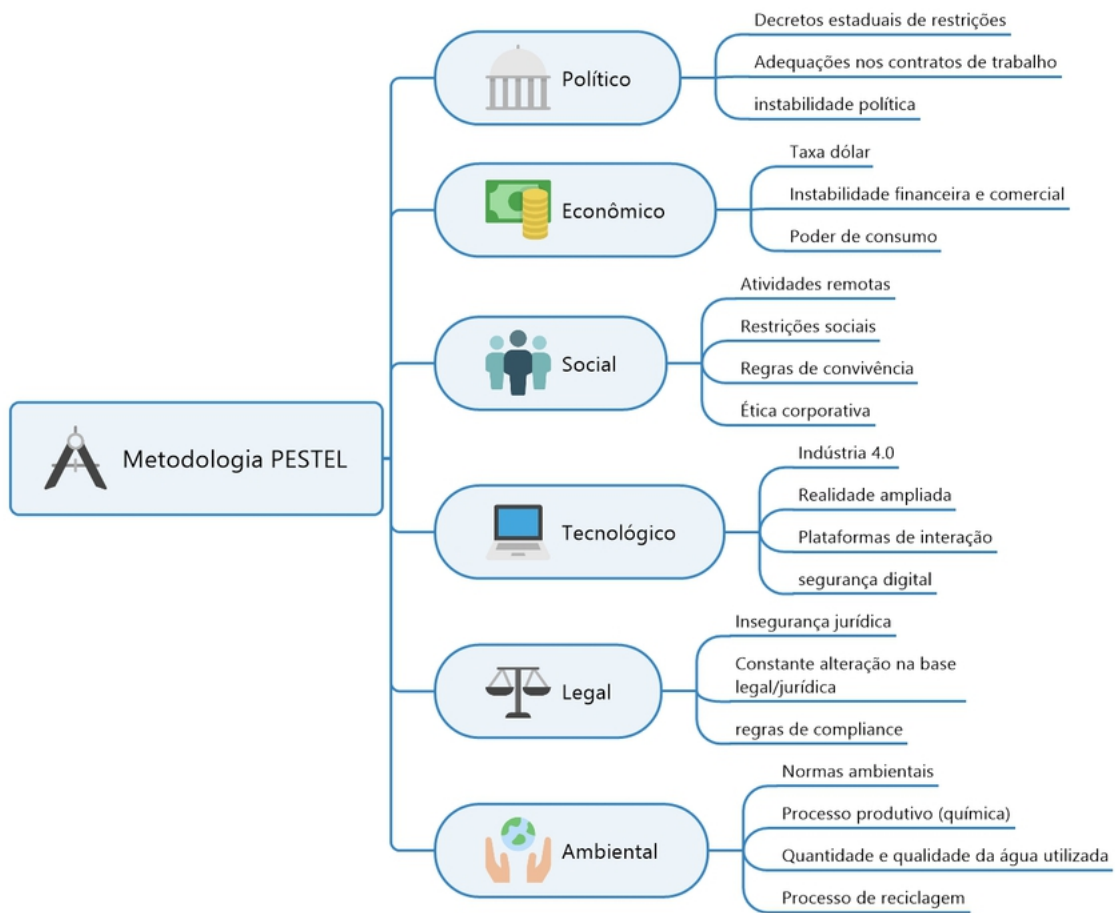 Metodologia PESTEL
Político
Decretos estaduais de restrições
Adequações nos contratos de trabalho
instabilidade política
Econômico
Taxa dólar
Instabilidade financeira e comercial
Poder de consumo
Social
Atividades remotas
Restrições sociais
Regras de convivência
Ética corporativa
Tecnológico
Indústria 4.0
Realidade ampliada
Plataformas de interação
segurança digital
Legal
Insegurança jurídica
Constante alteração na base
legal/jurídica
regras de compliance
Ambiental
Normas ambientais
Processo produtivo (química)
Quantidade e qualidade da água utilizada
Processo de reciclagem